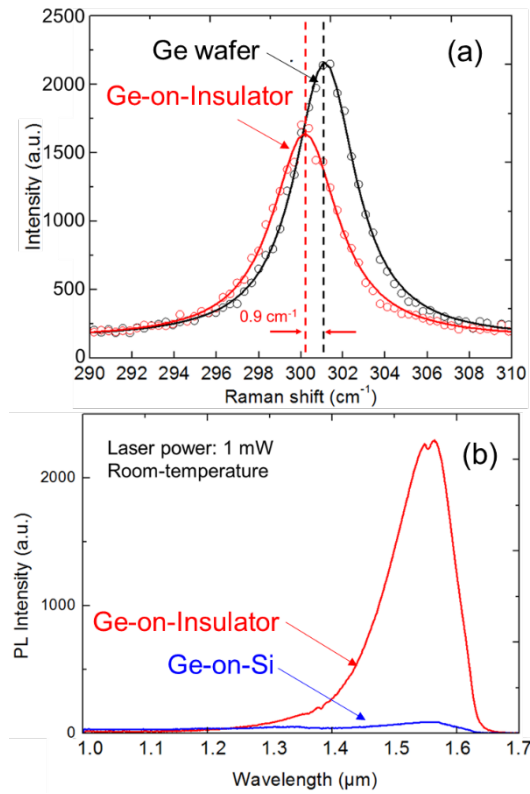 (a)
Ge wafer
Ge-on-Insulator
0.9 cm⁻¹
Intensity (a.u.)
2500
2000
1500
1000
500
0
290 292 294 296 298 300 302 304 306 308 310
Raman shift (cm⁻¹)
(b)
Laser power: 1 mW
Room-temperature
Ge-on-Insulator
Ge-on-Si
PL Intensity (a.u.)
2000
1000
0
1.0 1.1 1.2 1.3 1.4 1.5 1.6 1.7
Wavelength (µm)